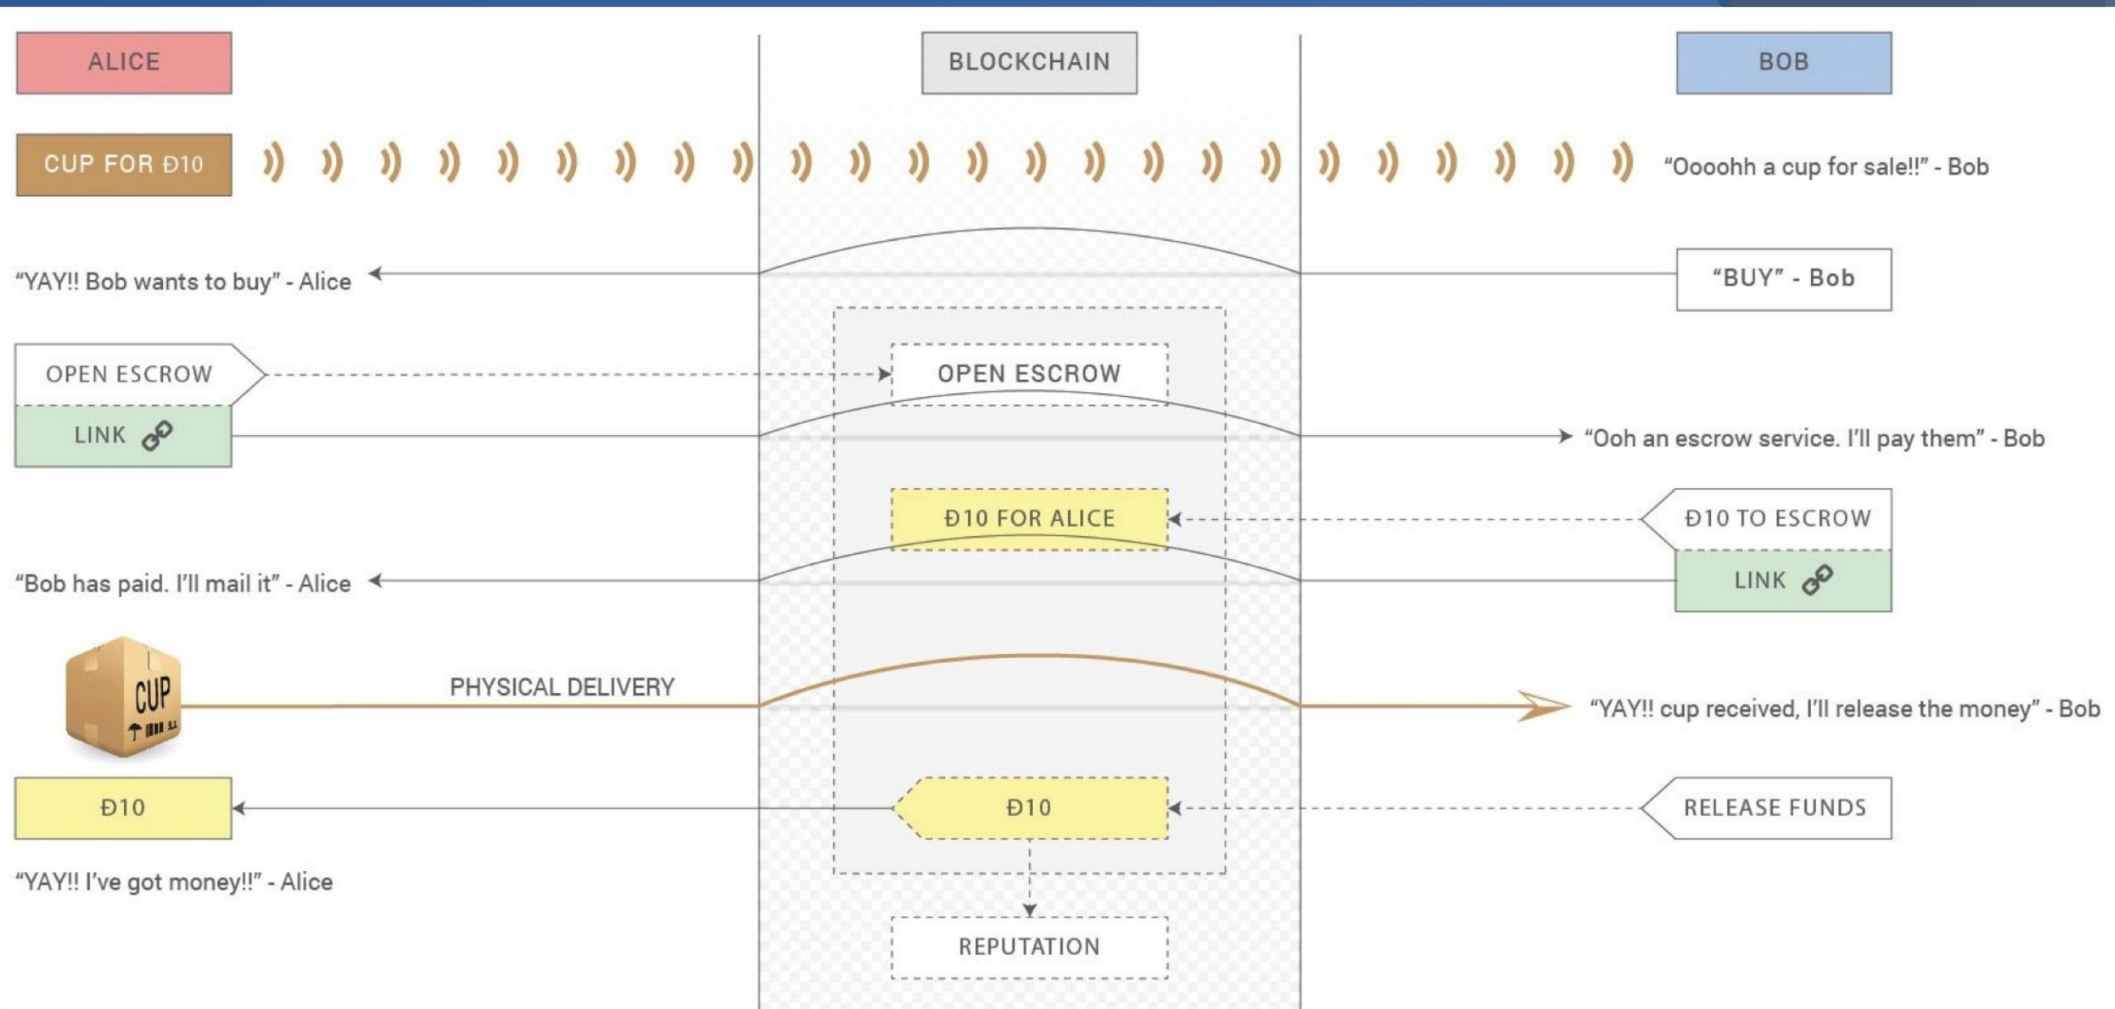 ALICE
BLOCKCHAIN
BOB
CUP FOR Đ10
“Oooohh a cup for sale!!” - Bob
“YAY!! Bob wants to buy” - Alice
“BUY” - Bob
OPEN ESCROW
OPEN ESCROW
LINK
“Ooh an escrow service. I’ll pay them” - Bob
Đ10 FOR ALICE
Đ10 TO ESCROW
“Bob has paid. I’ll mail it” - Alice
LINK
CUP
PHYSICAL DELIVERY
“YAY!! cup received, I’ll release the money” - Bob
Đ10
Đ10
RELEASE FUNDS
“YAY!! I’ve got money!!” - Alice
REPUTATION